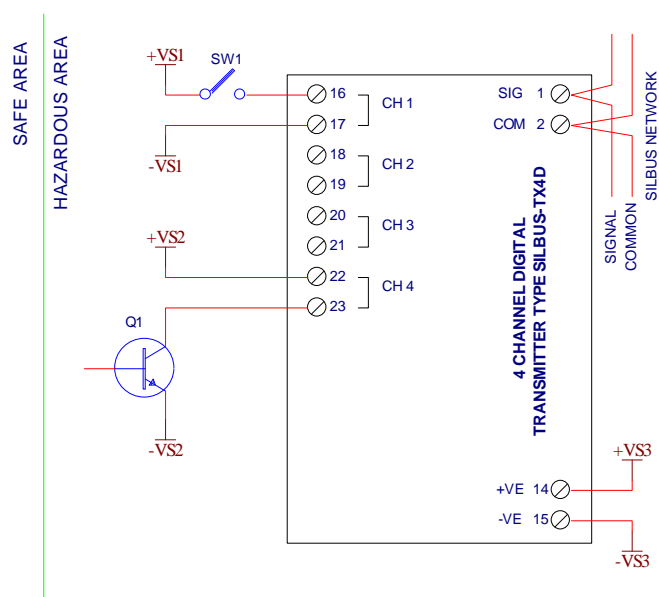 SAFE AREA
HAZARDOUS AREA
+VS1
SW1
-VS1
16
17
CH 1
18
19
CH 2
20
21
CH 3
+VS2
22
23
CH 4
Q1
-VS2
SIG 1
COM 2
SIGNAL
COMMON
SILBUS NETWORK
4 CHANNEL DIGITAL
TRANSMITTER TYPE SILBUS-TX4D
+VE 14
-VE 15
+VS3
-VS3